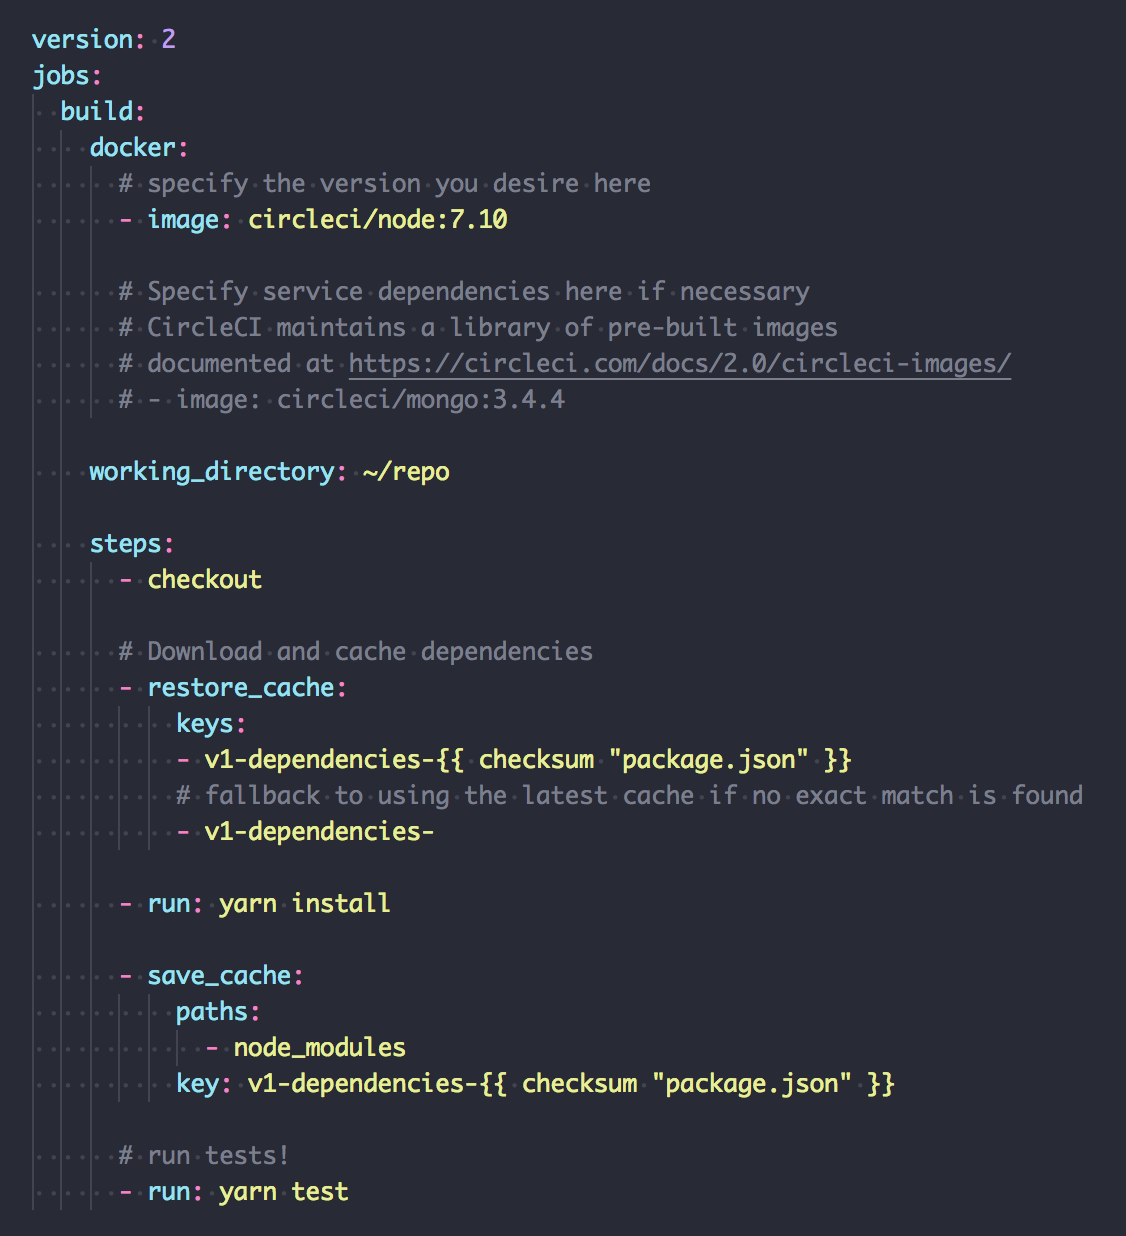 version: 2
jobs:
  build:
    docker:
      # specify the version you desire here
      - image: circleci/node:7.10

      # Specify service dependencies here if necessary
      # CircleCI maintains a library of pre-built images
      # documented at https://circleci.com/docs/2.0/circleci-images/
      # - image: circleci/mongo:3.4.4

    working_directory: ~/repo

    steps:
      - checkout

      # Download and cache dependencies
      - restore_cache:
          keys:
          - v1-dependencies-{{ checksum "package.json" }}
          # fallback to using the latest cache if no exact match is found
          - v1-dependencies-

      - run: yarn install

      - save_cache:
          paths:
            - node_modules
          key: v1-dependencies-{{ checksum "package.json" }}

      # run tests!
      - run: yarn test